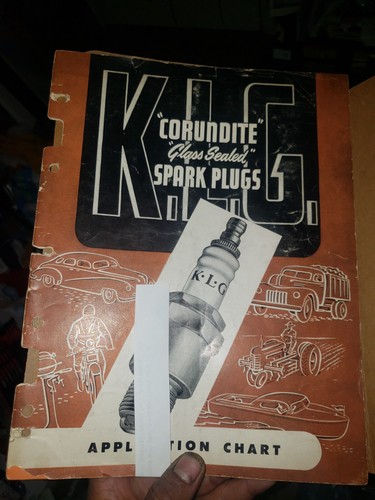 K.L.G.
"CORUNDITE"
"Glass Sealed"
SPARK PLUGS
K·L·G
APPL TION CHART